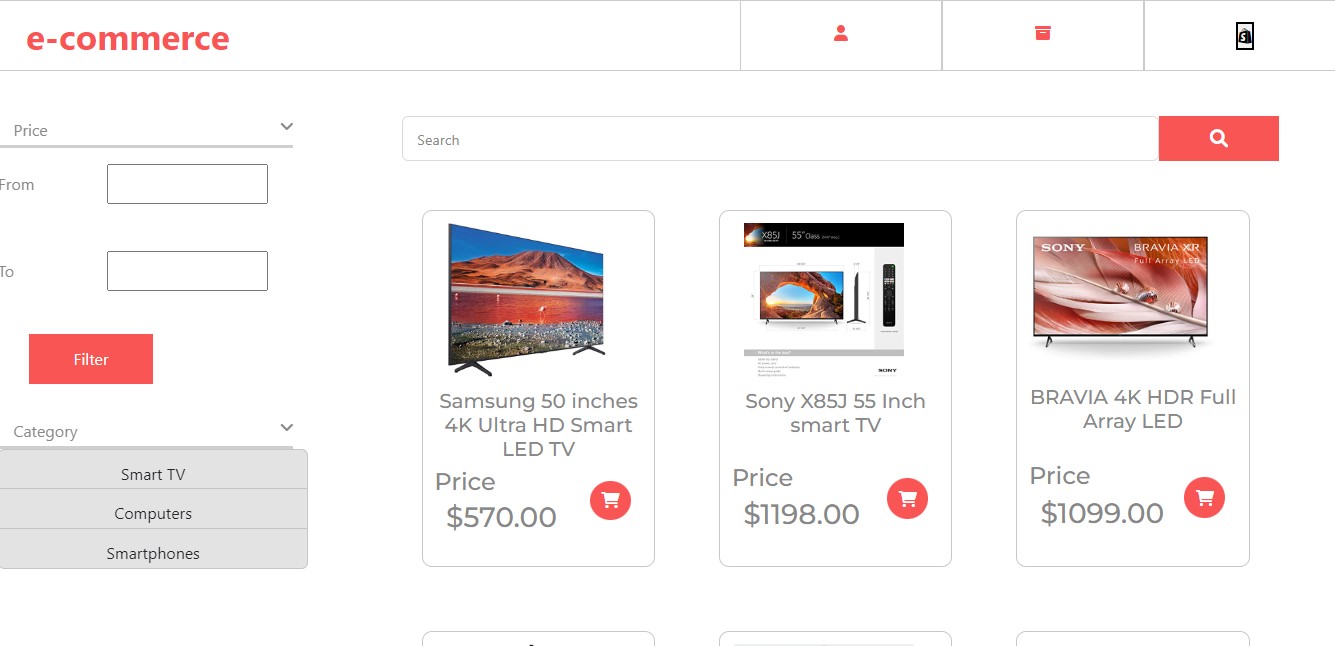 e-commerce
Price
From
To
Filter
Category
Smart TV
Computers
Smartphones
Search
Samsung 50 inches
4K Ultra HD Smart
LED TV
Price
$570.00
X85J
55" Class
SONY
Sony X85J 55 Inch
smart TV
Price
$1198.00
SONY
BRAVIA XR
Full Array LED
BRAVIA 4K HDR Full
Array LED
Price
$1099.00